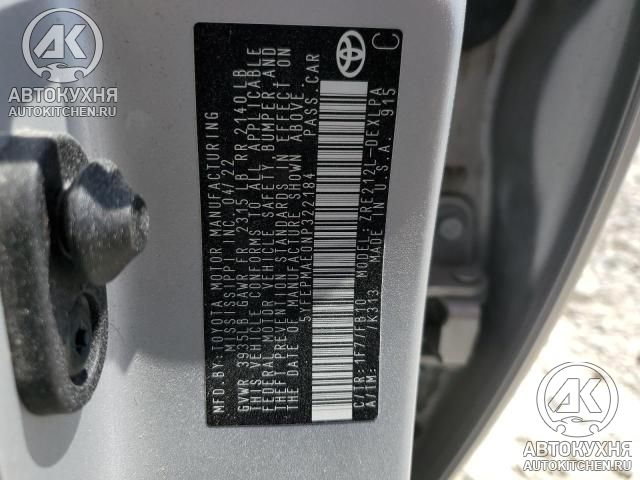 MFD.BY: TOYOTA MOTOR MANUFACTURING
MISSISSIPPI INC. 04/22
GVWR 3935LB GAWR FR 2315 LB RR 2140LB
THIS VEHICLE CONFORMS TO ALL APPLICABLE
FEDERAL MOTOR VEHICLE SAFETY, BUMPER AND
THEFT PREVENTION STANDARDS IN EFFECT ON
THE DATE OF MANUFACTURE SHOWN ABOVE.
5YFEPMAE0NP322184 PASS.CAR
C/TR: 1F7/FB10 MODEL: ZRE212L-DEXLPA
A/TM: /K313 MADE IN U.S.A. 915
C
AK
АВТОКУХНЯ
AUTOKITCHEN.RU
AK
АВТОКУХНЯ
AUTOKITCHEN.RU